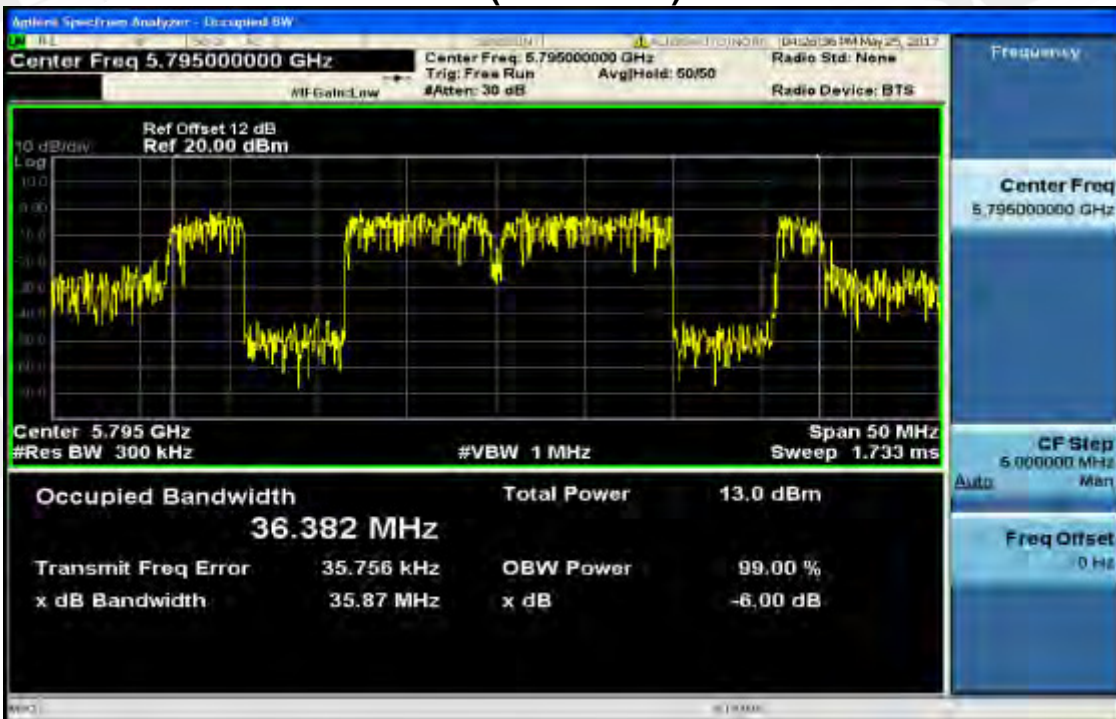 Agilent Spectrum Analyzer - Occupied BW
Center Freq 5.795000000 GHz
Center Freq: 5.795000000 GHz
Radio Std: None
Trig: Free Run
Avg|Hold: 50/50
#IFGain:Low
#Atten: 30 dB
Radio Device: BTS
Ref Offset 12 dB
10 dB/div
Ref 20.00 dBm
Log
10.0
0.00
Center 5.795 GHz
Span 50 MHz
#Res BW 300 kHz
#VBW 1 MHz
Sweep 1.733 ms
Occupied Bandwidth
Total Power
13.0 dBm
36.382 MHz
Transmit Freq Error
35.756 kHz
OBW Power
99.00 %
x dB Bandwidth
35.87 MHz
x dB
-6.00 dB
Frequency
Center Freq
5.795000000 GHz
CF Step
5.000000 MHz
Auto
Man
Freq Offset
0 Hz